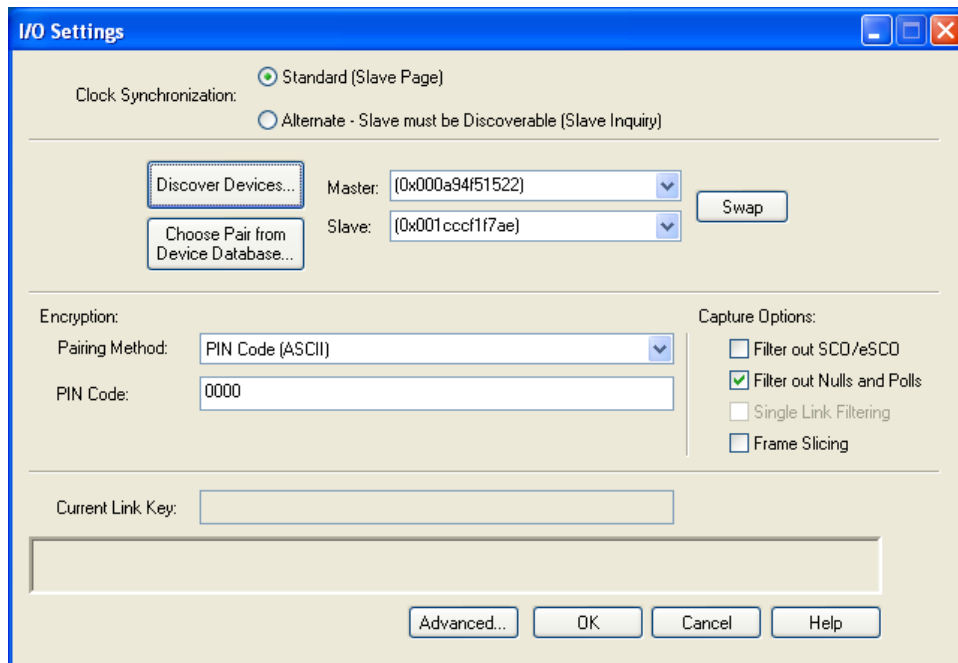 I/O Settings
Clock Synchronization:
Standard (Slave Page)
Alternate - Slave must be Discoverable (Slave Inquiry)
Discover Devices...
Master:
(0x000a94f51522)
Swap
Choose Pair from
Device Database...
Slave:
(0x001cccf1f7ae)
Encryption:
Pairing Method:
PIN Code (ASCII)
PIN Code:
0000
Capture Options:
Filter out SCO/eSCO
Filter out Nulls and Polls
Single Link Filtering
Frame Slicing
Current Link Key:
Advanced...
OK
Cancel
Help